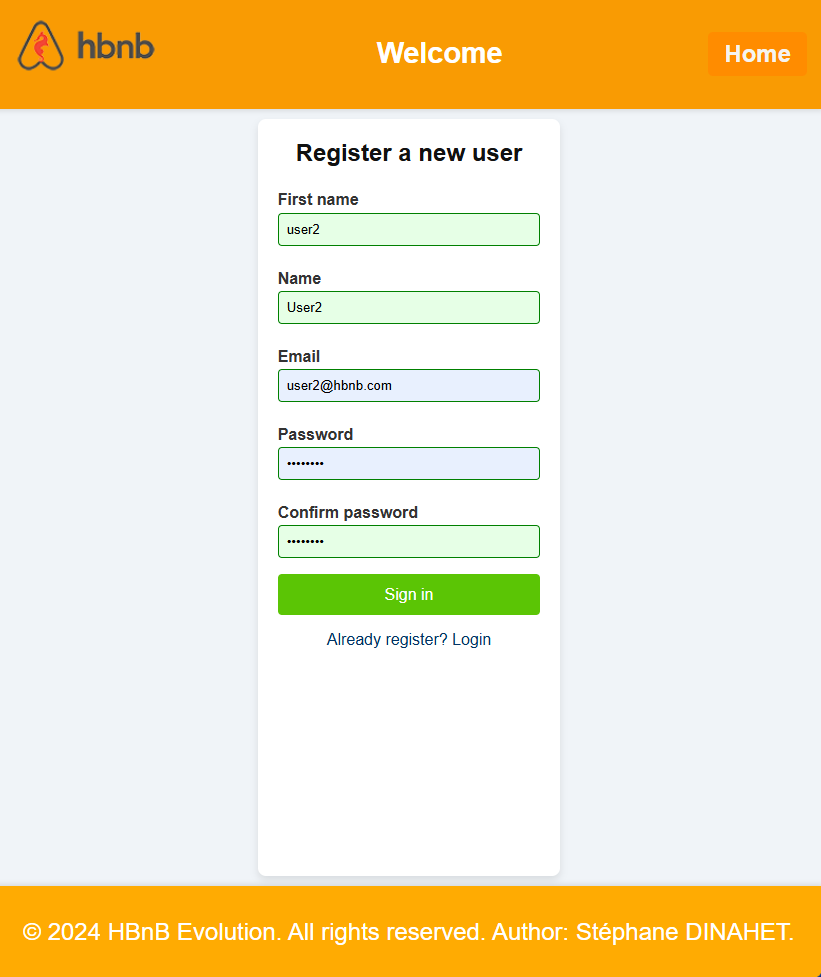 hbnb
Welcome
Home
Register a new user
First name
user2
Name
User2
Email
user2@hbnb.com
Password
••••••••
Confirm password
••••••••
Sign in
Already register? Login
© 2024 HBnB Evolution. All rights reserved. Author: Stéphane DINAHET.